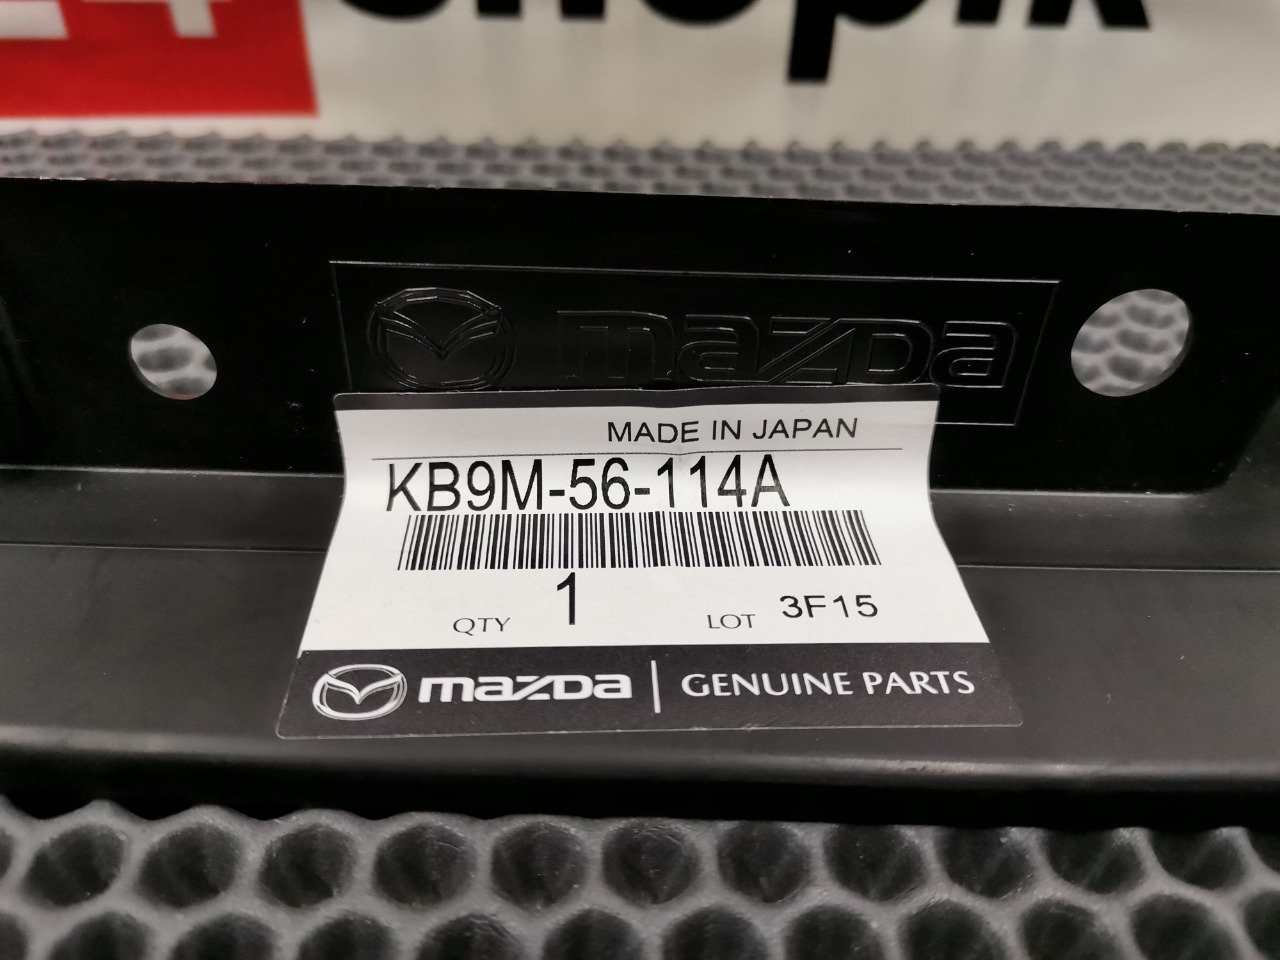 mazda
MADE IN JAPAN
KB9M-56-114A
QTY 1 LOT 3F15
mazda | GENUINE PARTS